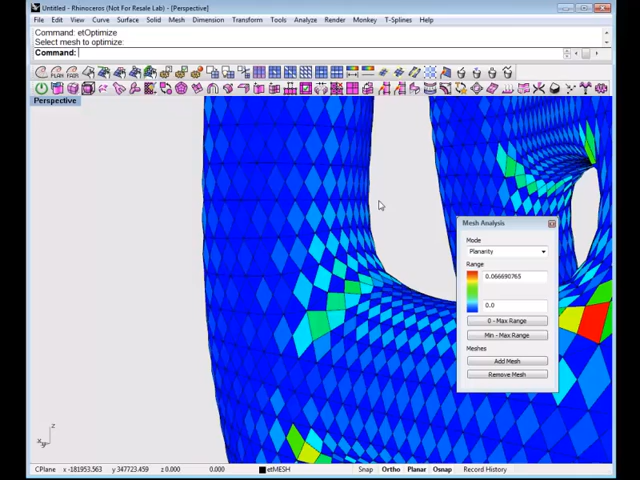 Untitled - Rhinoceros (Not For Resale Lab) - [Perspective]
File Edit View Curve Surface Solid Mesh Dimension Transform Tools Analyze Render Monkey T-Splines Help
Command: etOptimize
Select mesh to optimize:
Command:
Perspective
Mesh Analysis
Mode
Planarity
Range
0.066690765
0.0
0 - Max Range
Min - Max Range
Meshes
Add Mesh
Remove Mesh
z
x
y
CPlane x -181953.563 y 347723.459 z 0.000 0.000 etMESH Snap Ortho Planar Osnap Record History